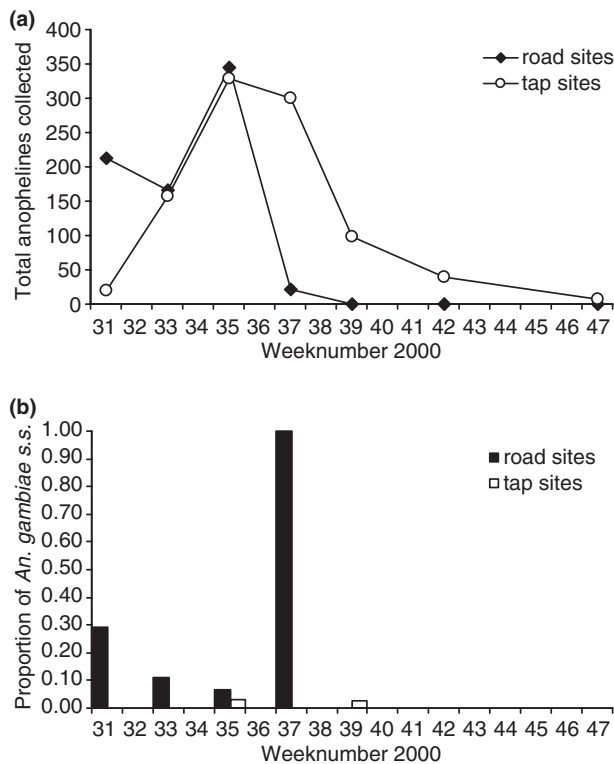 (a)
Total anophelines collected
400
350
300
250
200
150
100
50
0
road sites
tap sites
31 32 33 34 35 36 37 38 39 40 41 42 43 44 45 46 47
Weeknumber 2000
(b)
Proportion of An. gambiae s.s.
1.00
0.90
0.80
0.70
0.60
0.50
0.40
0.30
0.20
0.10
0.00
road sites
tap sites
31 32 33 34 35 36 37 38 39 40 41 42 43 44 45 46 47
Weeknumber 2000